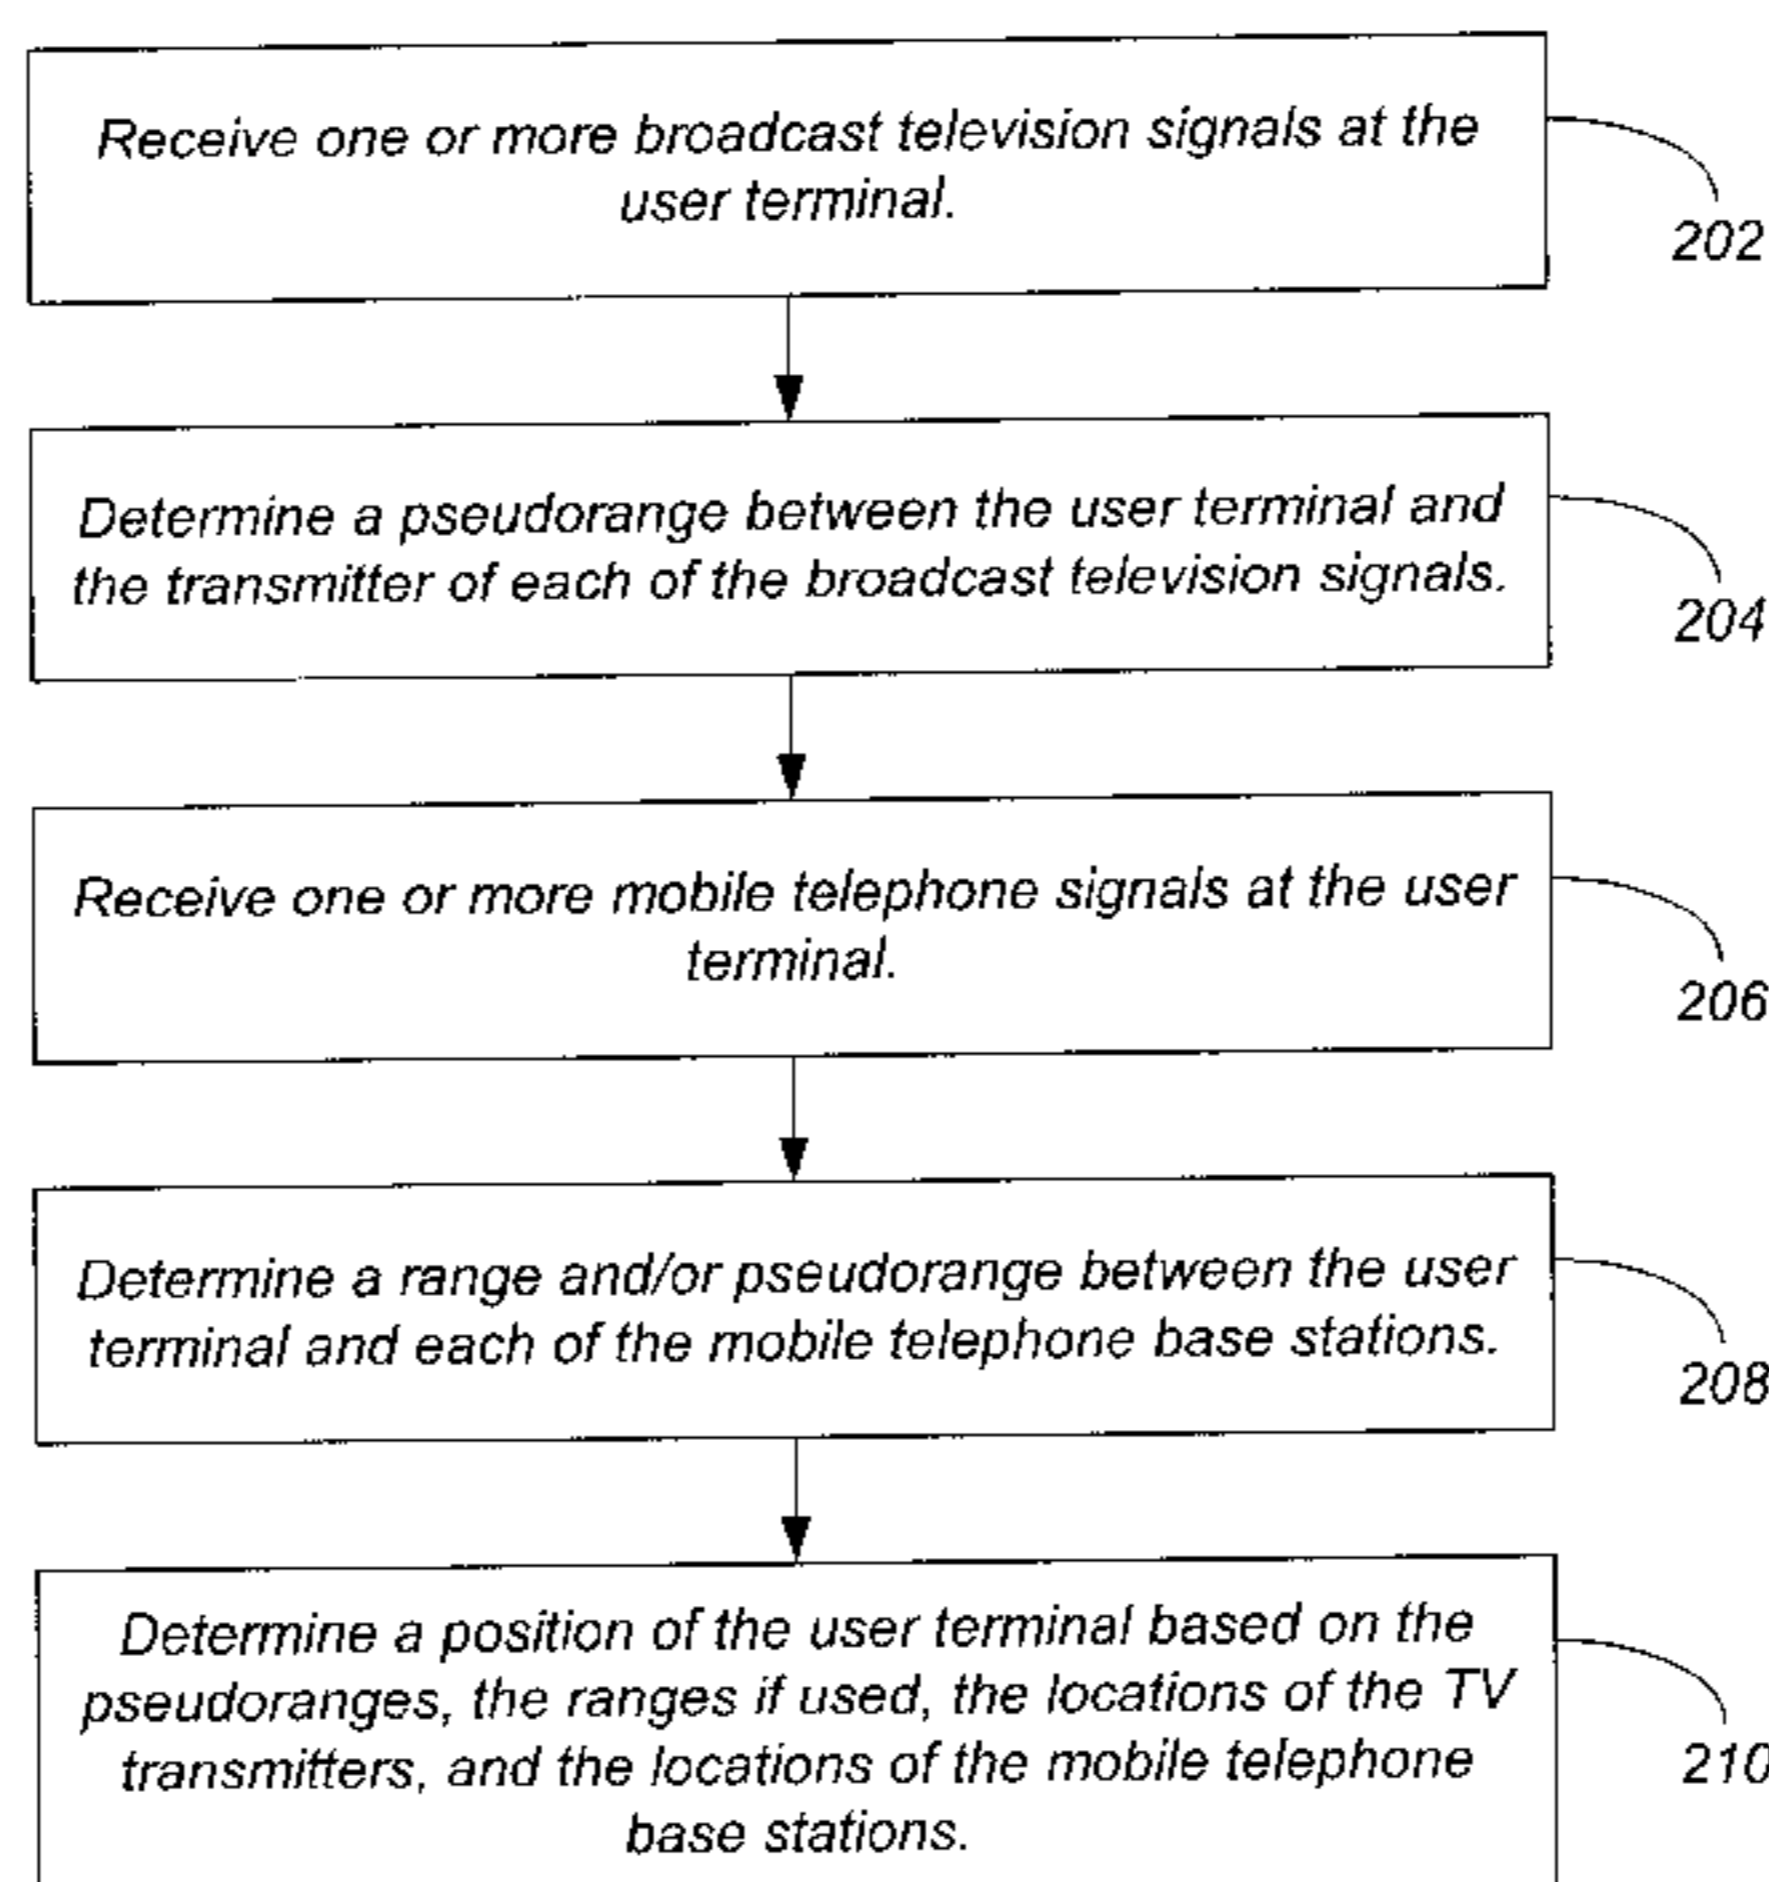 Receive one or more broadcast television signals at the
user terminal.
202
Determine a pseudorange between the user terminal and
the transmitter of each of the broadcast television signals.
204
Receive one or more mobile telephone signals at the user
terminal.
206
Determine a range and/or pseudorange between the user
terminal and each of the mobile telephone base stations.
208
Determine a position of the user terminal based on the
pseudoranges, the ranges if used, the locations of the TV
transmitters, and the locations of the mobile telephone
base stations.
210